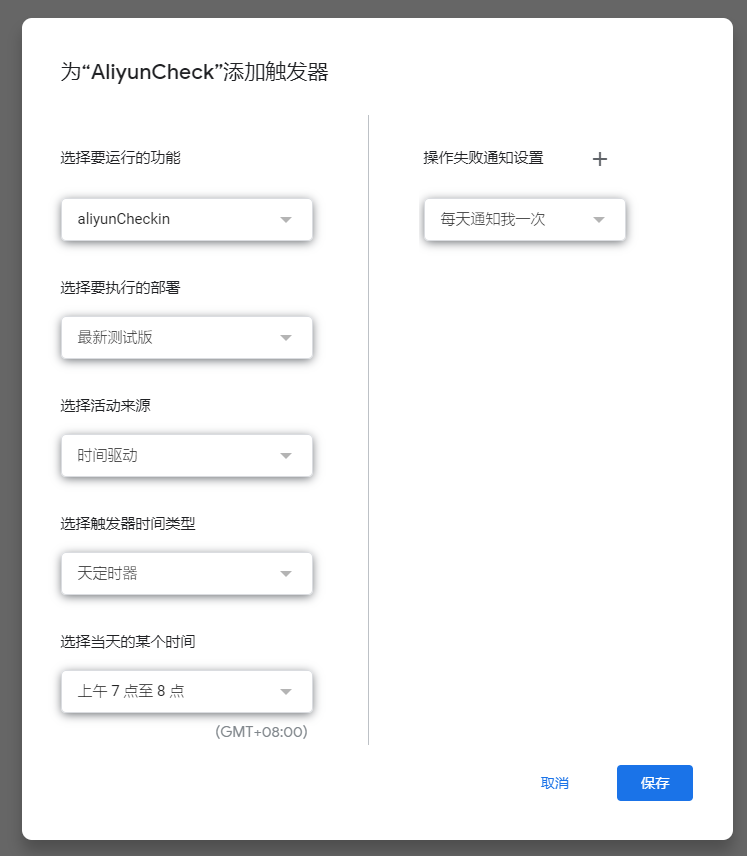 为“AliyunCheck”添加触发器
选择要运行的功能
aliyunCheckin
选择要执行的部署
最新测试版
选择活动来源
时间驱动
选择触发器时间类型
天定时器
选择当天的某个时间
上午 7 点至 8 点
(GMT+08:00)
操作失败通知设置 +
每天通知我一次
取消 保存